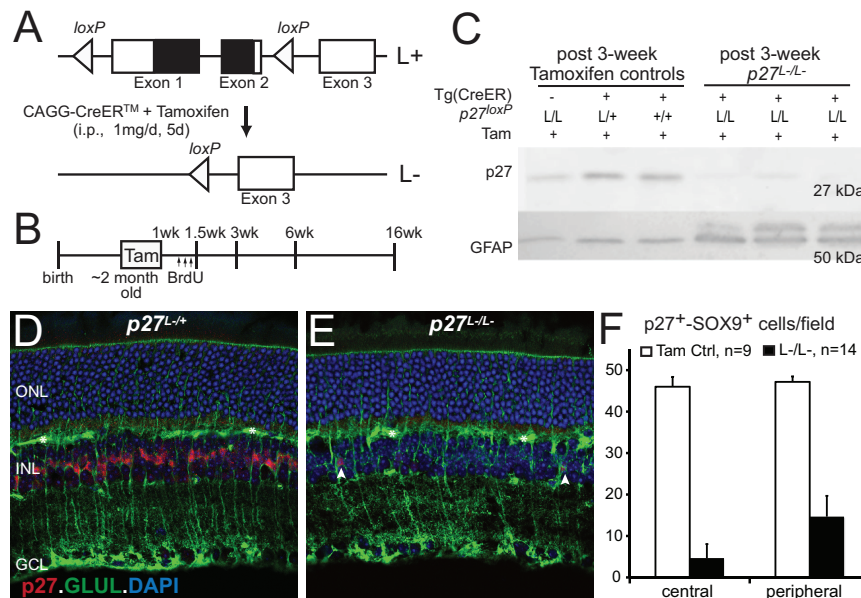 A
loxP
loxP
L+
Exon 1
Exon 2
Exon 3
CAGG-CreER™ + Tamoxifen
(i.p., 1mg/d, 5d)
loxP
L-
Exon 3
B
1wk 1.5wk 3wk 6wk 16wk
Tam
birth
~2 month
old
BrdU
C
post 3-week
Tamoxifen controls
post 3-week
p27L-/L-
Tg(CreER) - + + + + +
p27loxP L/L L/+ +/+ L/L L/L L/L
Tam + + + + + +
p27
27 kDa
GFAP
50 kDa
D
p27L-/+
ONL
*
*
INL
GCL
p27.GLUL.DAPI
E
p27L-/L-
*
*
F
p27+-SOX9+ cells/field
Tam Ctrl, n=9
L-/L-, n=14
50
40
30
20
10
0
central
peripheral